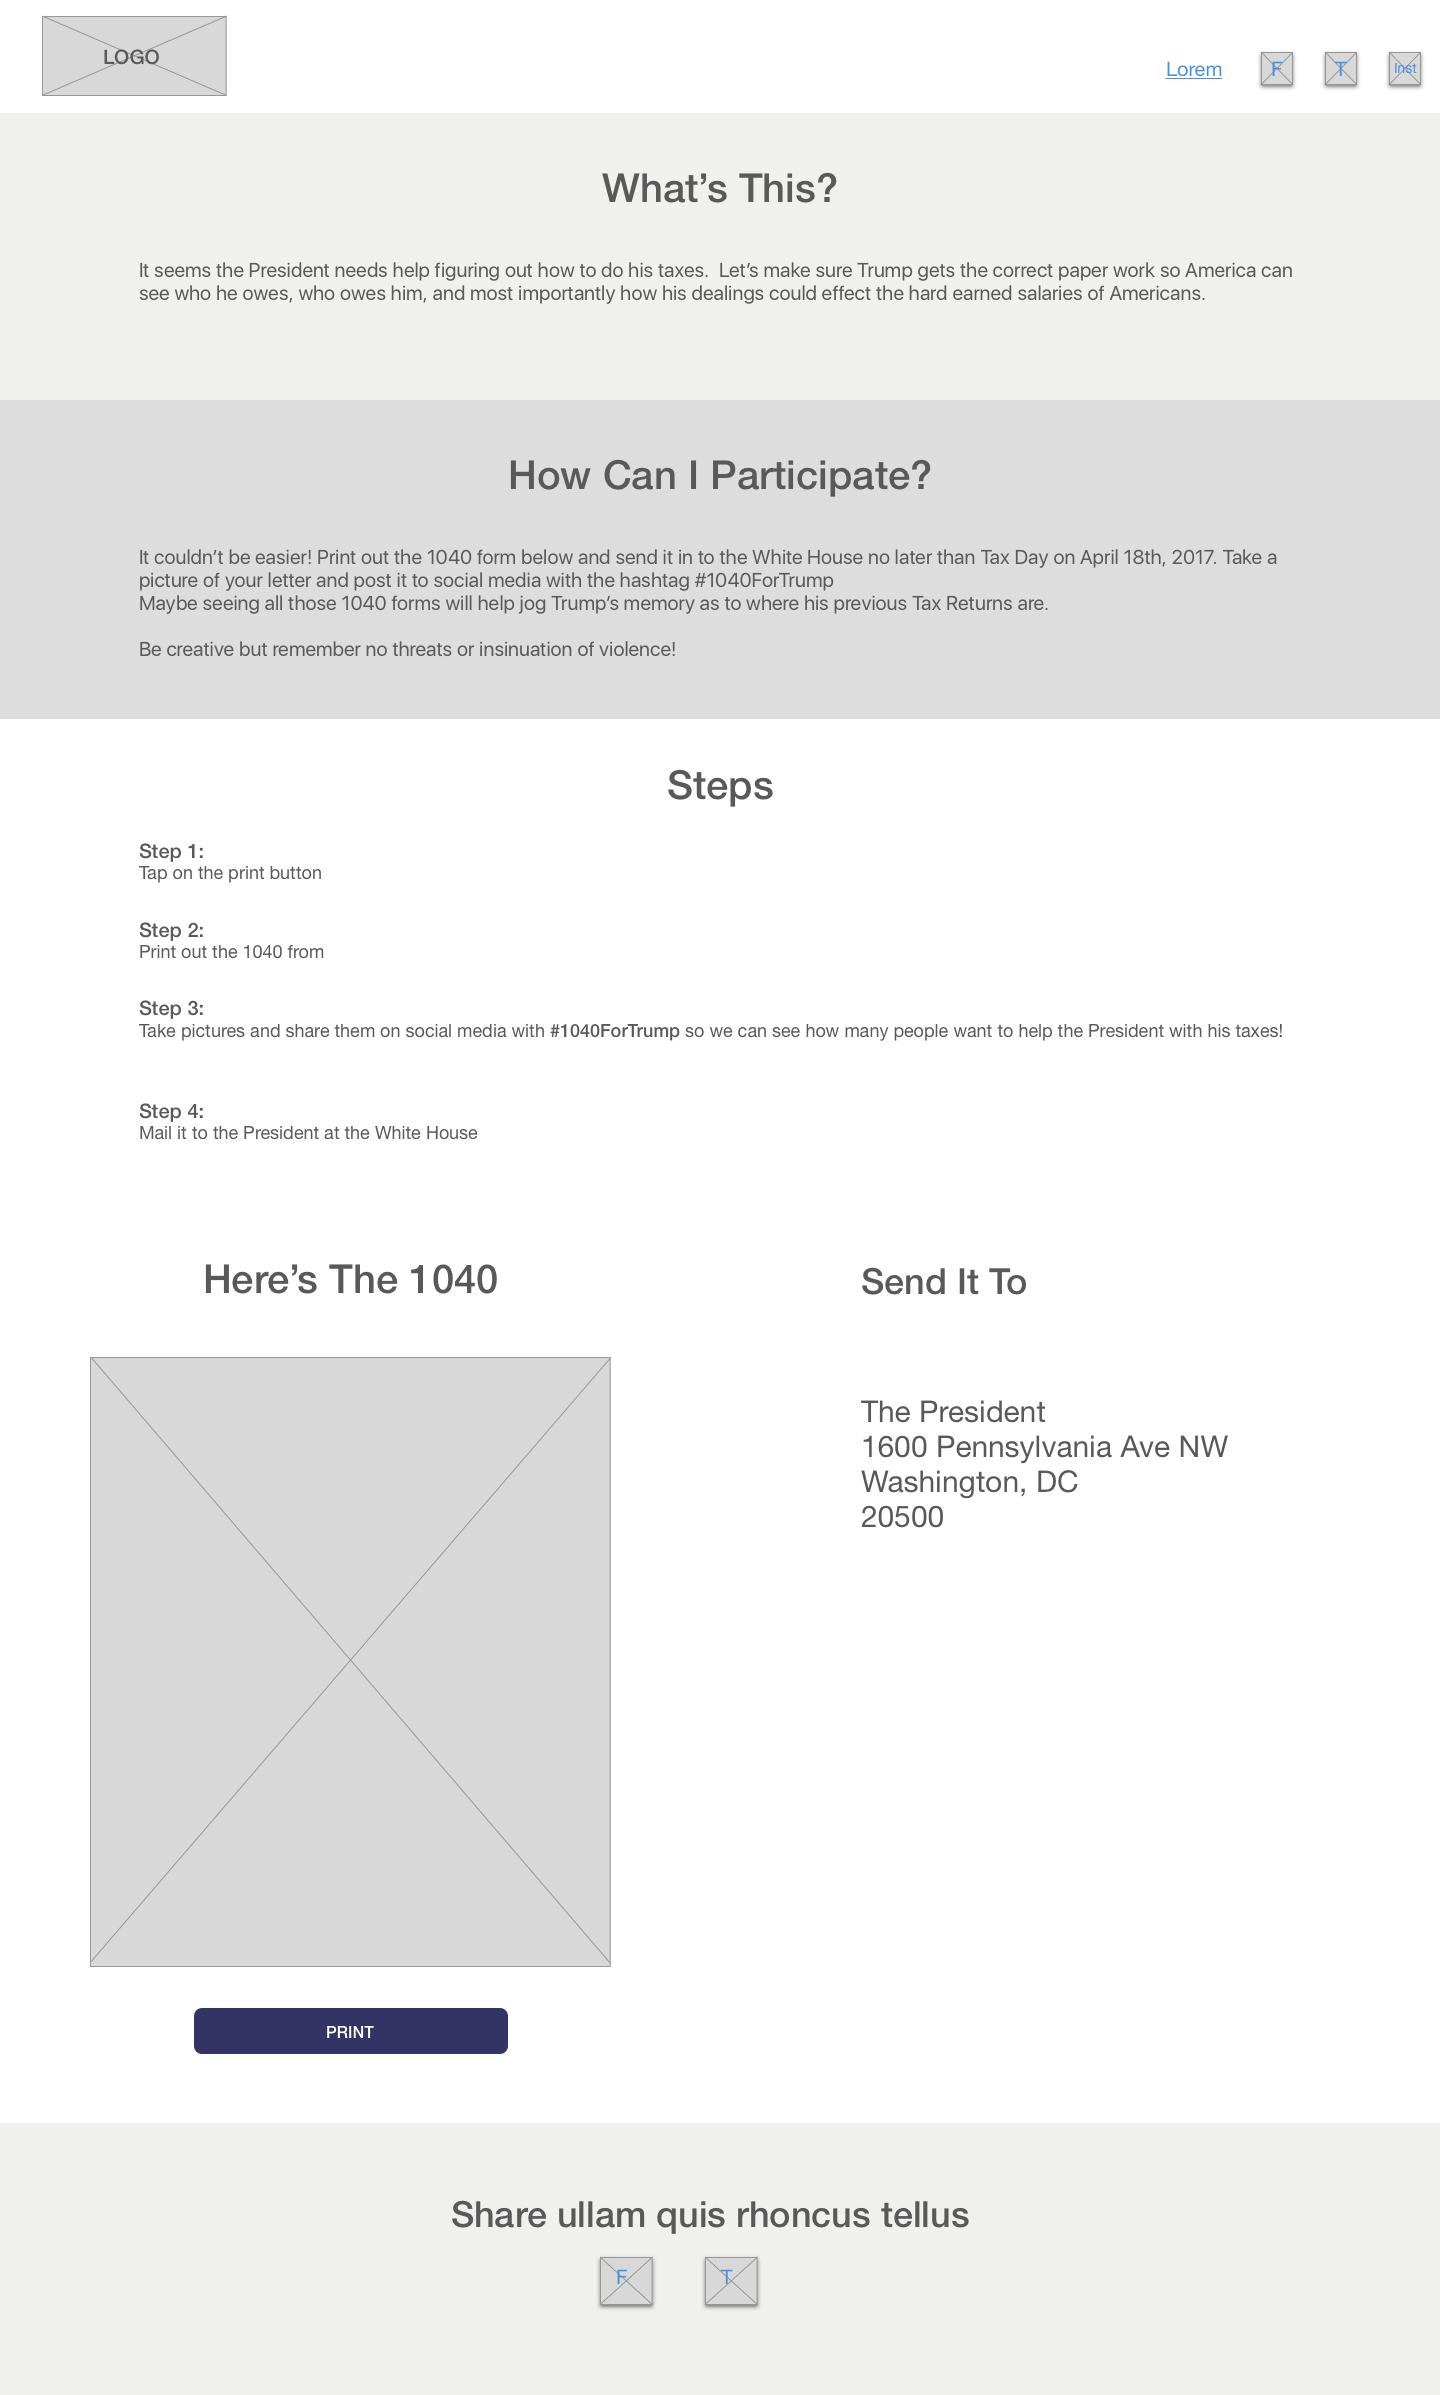 LOGO
Lorem
F
T
Inst
What’s This?
It seems the President needs help figuring out how to do his taxes.  Let’s make sure Trump gets the correct paper work so America can
see who he owes, who owes him, and most importantly how his dealings could effect the hard earned salaries of Americans.
How Can I Participate?
It couldn’t be easier! Print out the 1040 form below and send it in to the White House no later than Tax Day on April 18th, 2017. Take a
picture of your letter and post it to social media with the hashtag #1040ForTrump
Maybe seeing all those 1040 forms will help jog Trump’s memory as to where his previous Tax Returns are.
Be creative but remember no threats or insinuation of violence!
Steps
Step 1:
Tap on the print button
Step 2:
Print out the 1040 from
Step 3:
Take pictures and share them on social media with #1040ForTrump so we can see how many people want to help the President with his taxes!
Step 4:
Mail it to the President at the White House
Here’s The 1040
PRINT
Send It To
The President
1600 Pennsylvania Ave NW
Washington, DC
20500
Share ullam quis rhoncus tellus
F
T